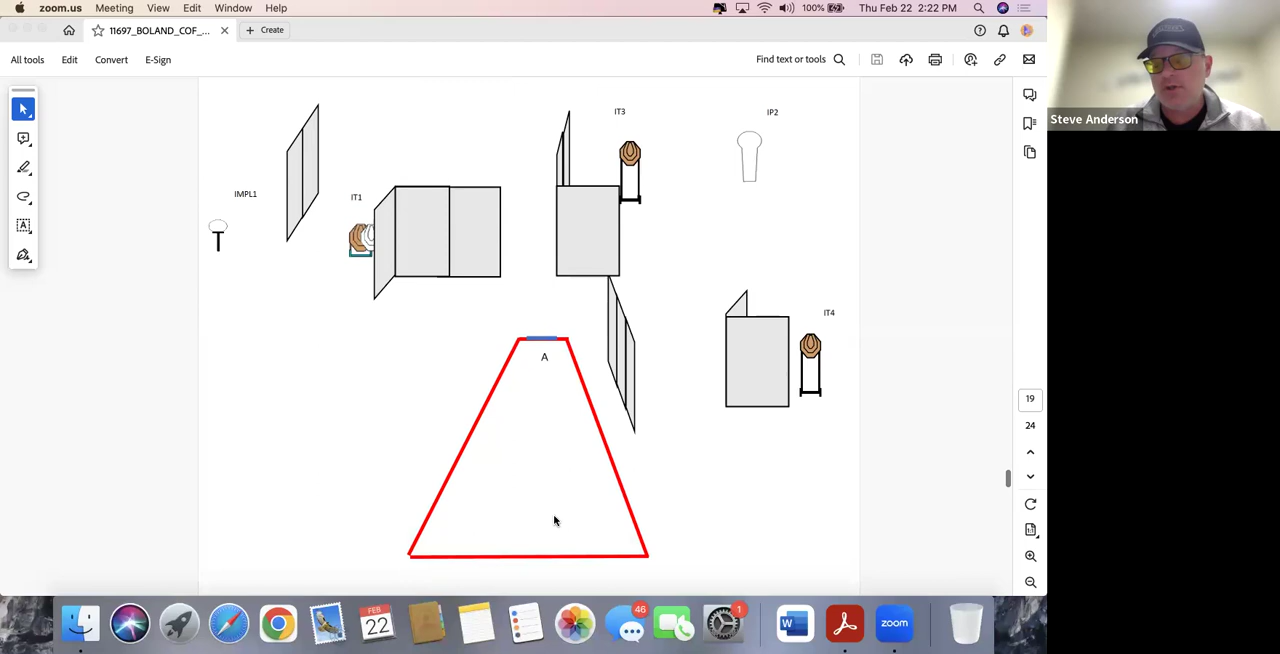 zoom.us Meeting View Edit Window Help 100% Thu Feb 22 2:22 PM
11697_BOLAND_COF_... Create
All tools Edit Convert E-Sign Find text or tools
Steve Anderson
IT3 IP2
IMPL1
IT1
IT4
A
19
24
FEB
22
46
1
W
zoom